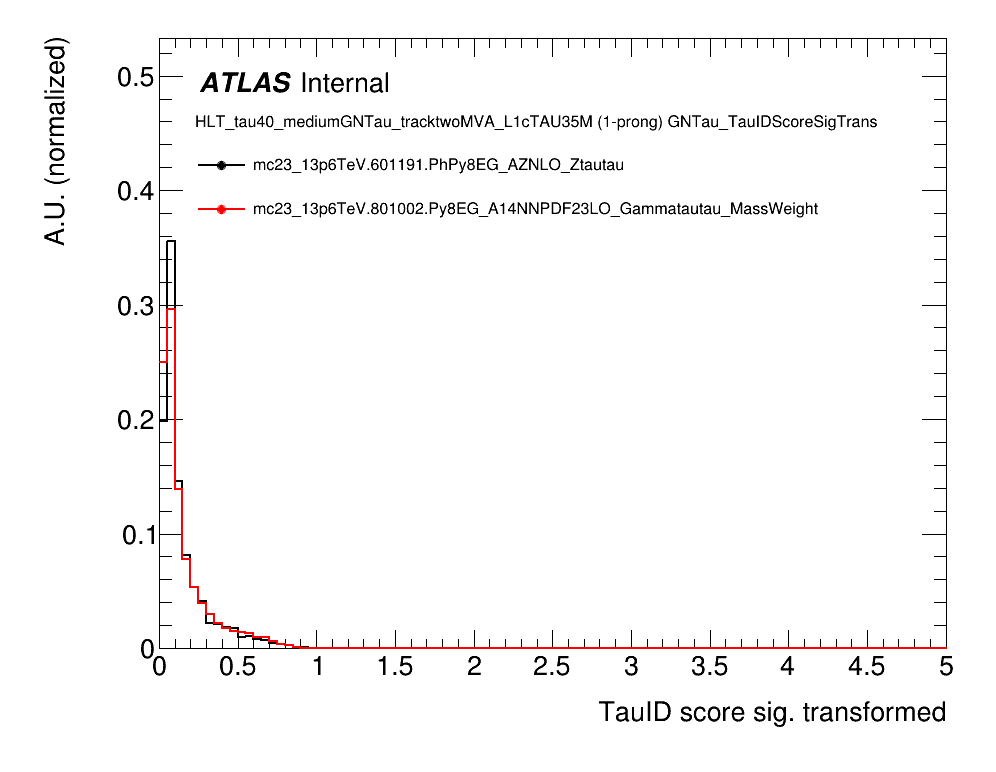 A.U. (normalized)
ATLAS Internal
HLT_tau40_mediumGNTau_tracktwoMVA_L1cTAU35M (1-prong) GNTau_TauIDScoreSigTrans
mc23_13p6TeV.601191.PhPy8EG_AZNLO_Ztautau
mc23_13p6TeV.801002.Py8EG_A14NNPDF23LO_Gammatautau_MassWeight
0.5
0.4
0.3
0.2
0.1
0
0 0.5 1 1.5 2 2.5 3 3.5 4 4.5 5
TauID score sig. transformed